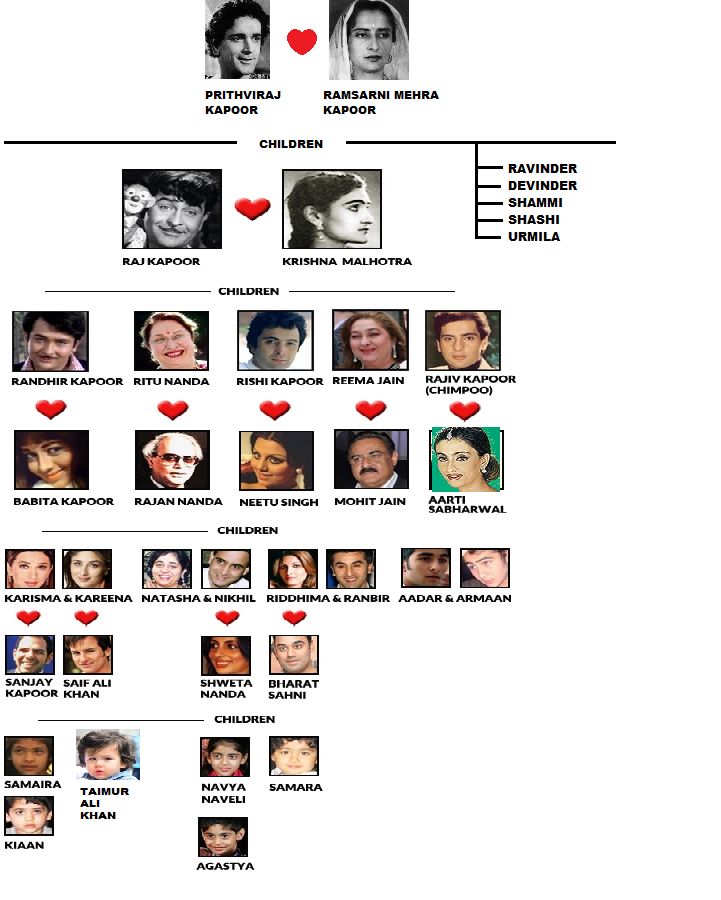 PRITHVIRAJ
KAPOOR
RAMSARNI MEHRA
KAPOOR
CHILDREN
RAVINDER
DEVINDER
SHAMMI
SHASHI
URMILA
RAJ KAPOOR
KRISHNA MALHOTRA
CHILDREN
RANDHIR KAPOOR
RITU NANDA
RISHI KAPOOR
REEMA JAIN
RAJIV KAPOOR
(CHIMPOO)
BABITA KAPOOR
RAJAN NANDA
NEETU SINGH
MOHIT JAIN
AARTI
SABHARWAL
CHILDREN
KARISMA & KAREENA
NATASHA & NIKHIL
RIDDHIMA & RANBIR
AADAR & ARMAAN
SANJAY
KAPOOR
SAIF ALI
KHAN
SHWETA
NANDA
BHARAT
SAHNI
CHILDREN
SAMAIRA
TAIMUR
ALI
KHAN
NAVYA
NAVELI
SAMARA
KIAAN
AGASTYA